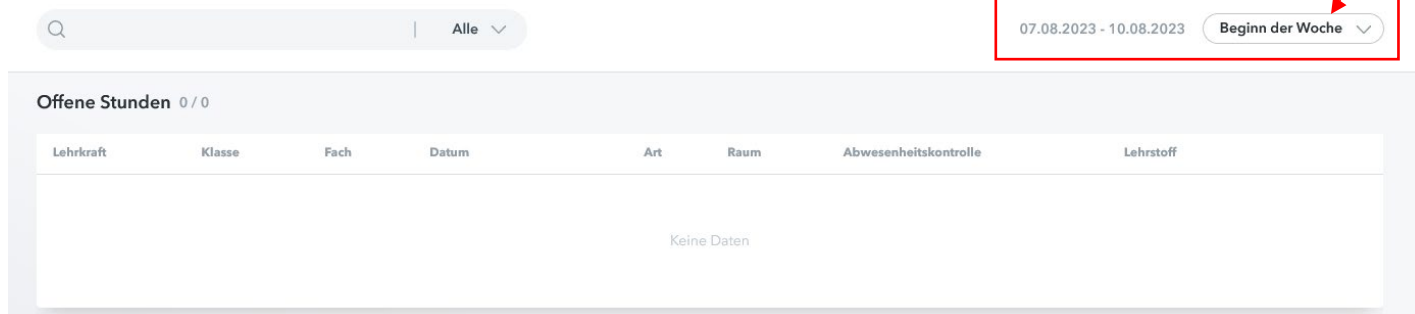 Alle
07.08.2023 - 10.08.2023 Beginn der Woche
Offene Stunden 0 / 0
Lehrkraft Klasse Fach Datum Art Raum Abwesenheitskontrolle Lehrstoff
Keine Daten